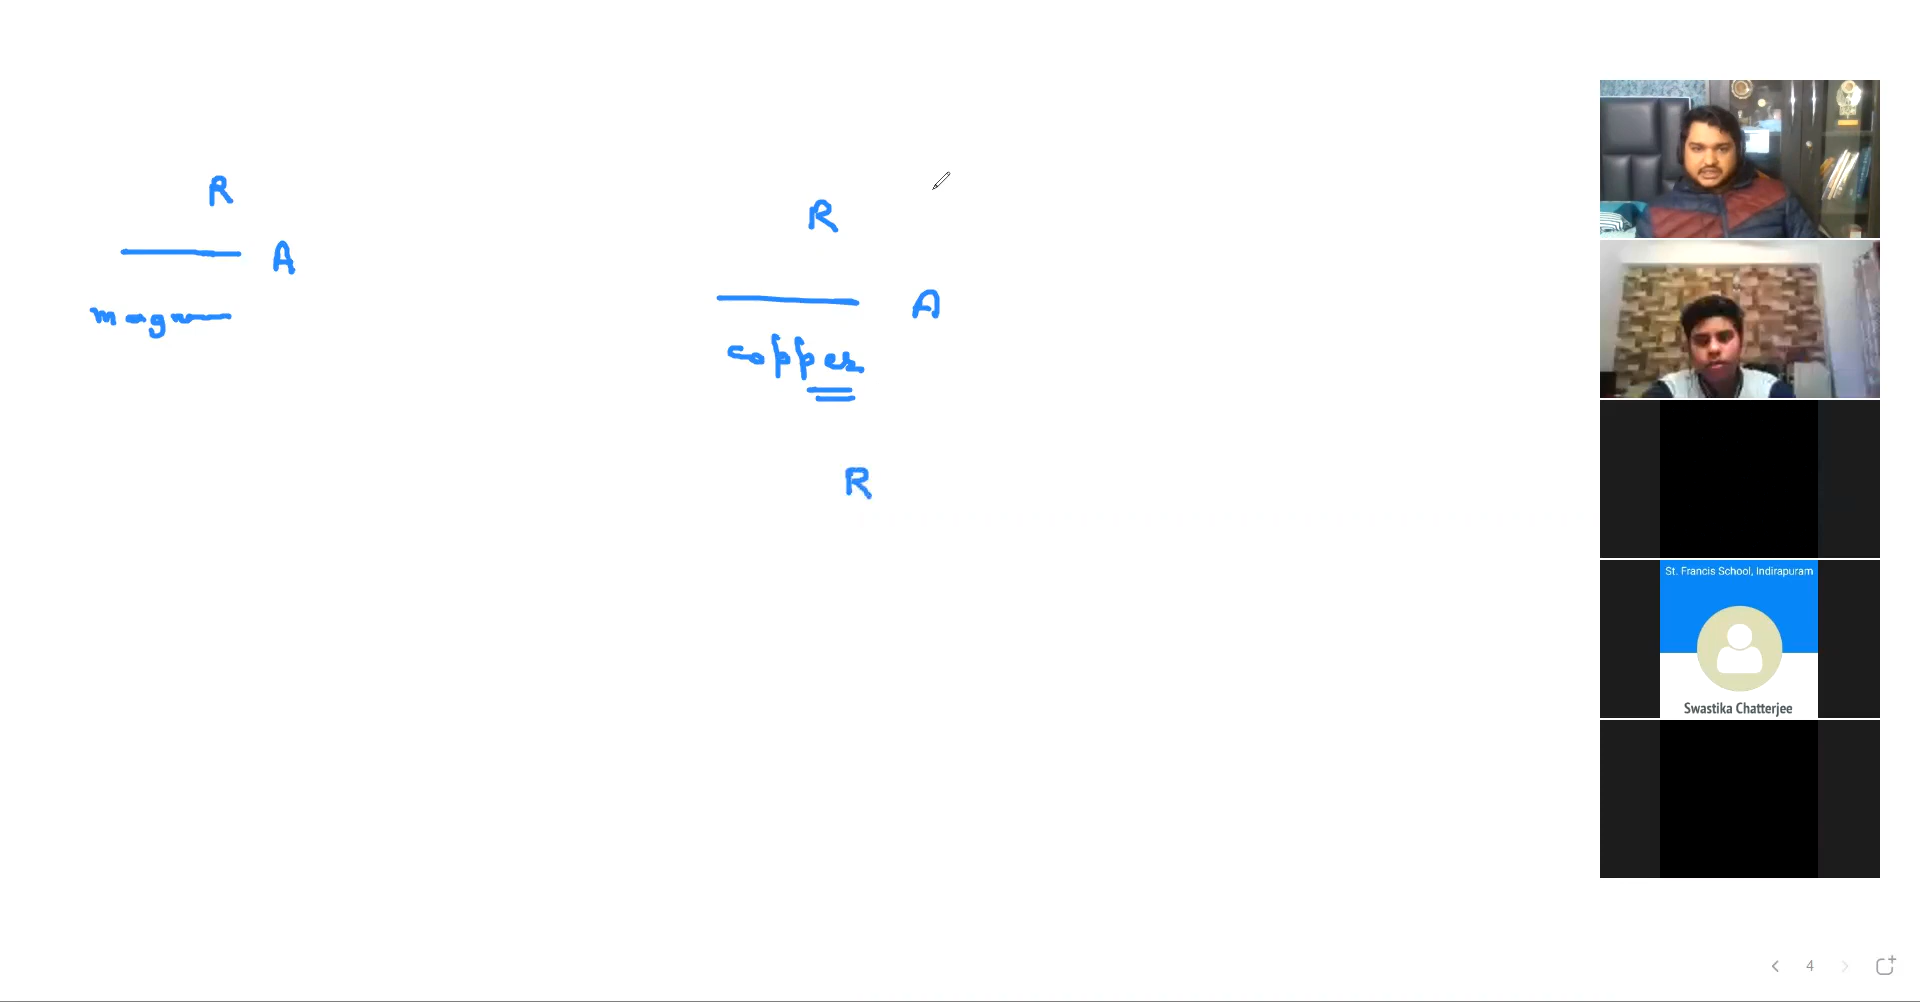 R
A
R
A
copper
R
St. Francis School, Indirapuram
Swastika Chatterjee
4